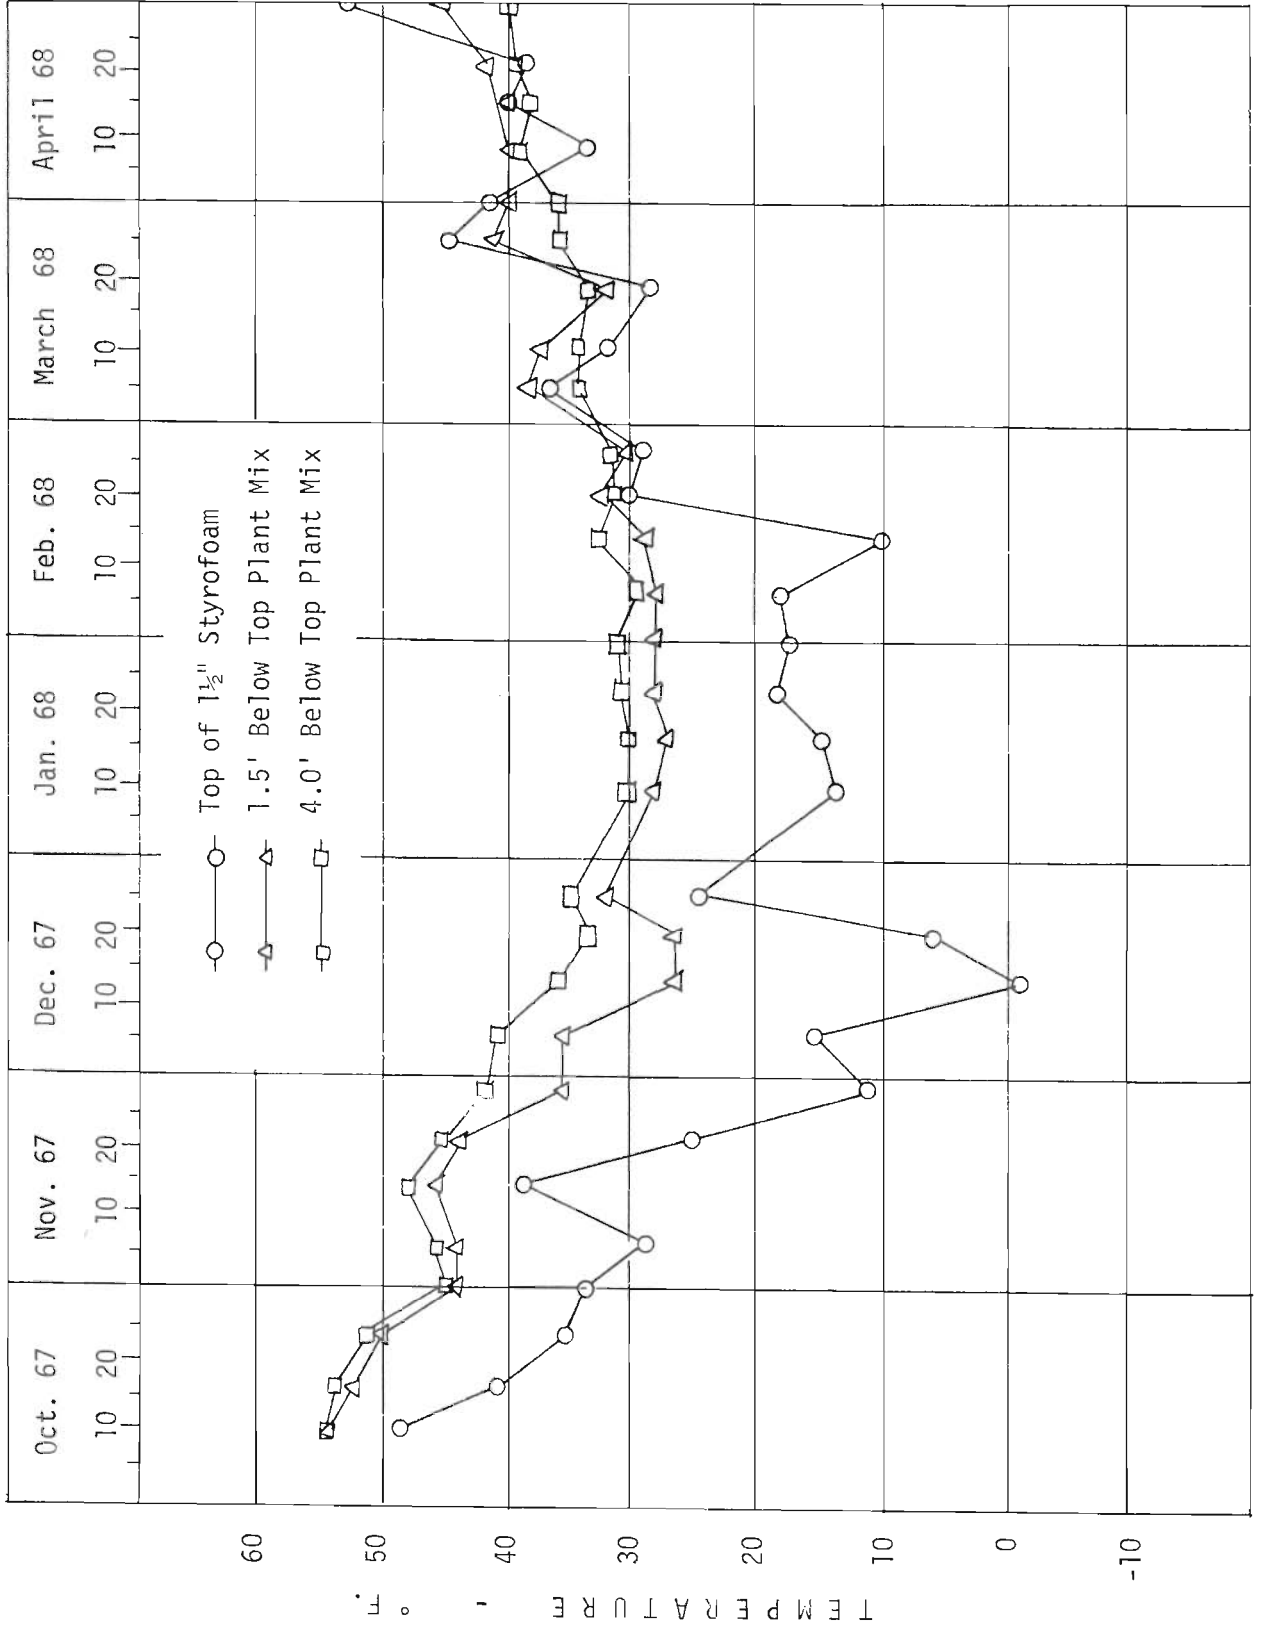 Oct. 67 Nov. 67 Dec. 67 Jan. 68 Feb. 68 March 68 April 68
10 20 10 20 10 20 10 20 10 20 10 20 10 20
Top of 1½" Styrofoam
1.5' Below Top Plant Mix
4.0' Below Top Plant Mix
60
50
40
30
20
10
0
-10
TEMPERATURE - °F.